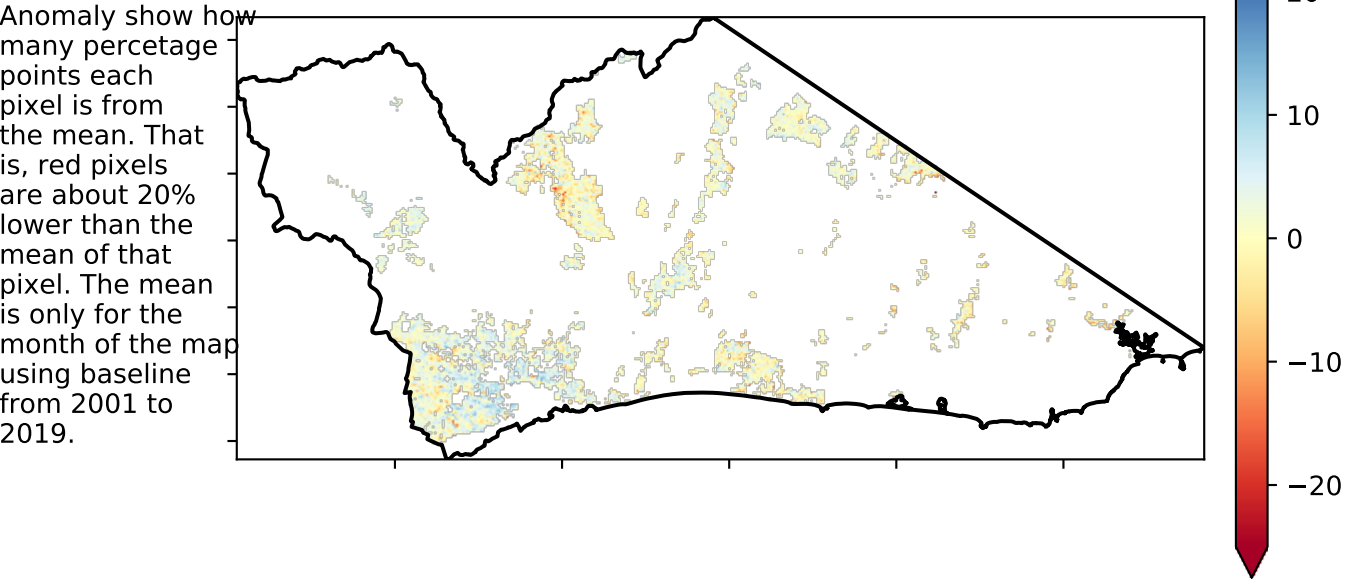 Anomaly show how
many percetage
points each
pixel is from
the mean. That
is, red pixels
are about 20%
lower than the
mean of that
pixel. The mean
is only for the
month of the map
using baseline
from 2001 to
2019.
10
0
−10
−20